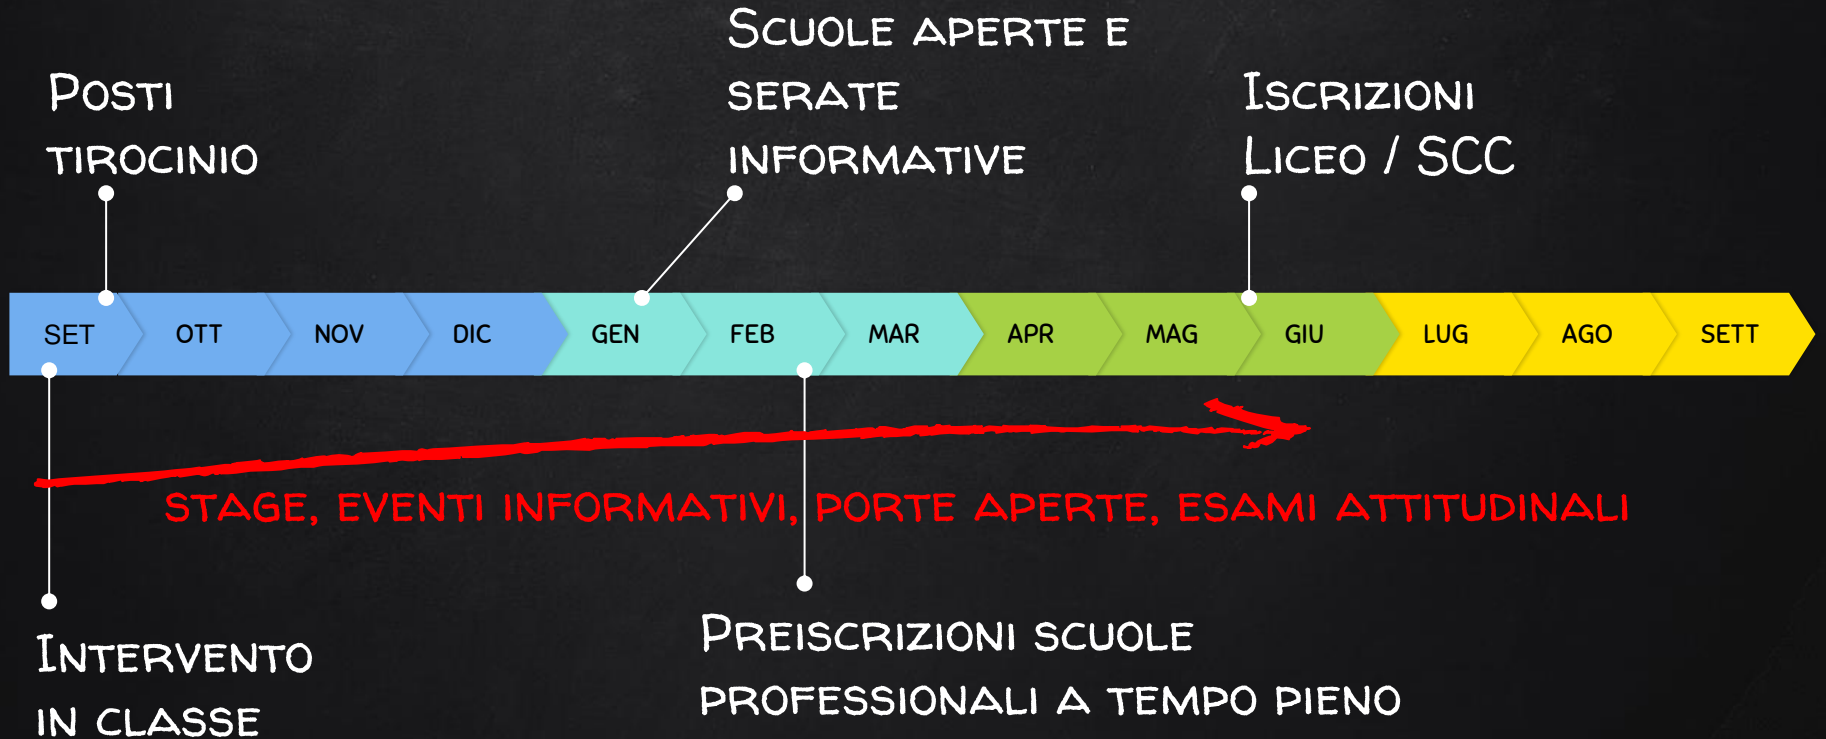 Scuole aperte e
serate
informative
Posti
tirocinio
Iscrizioni
Liceo / SCC
SET OTT NOV DIC GEN FEB MAR APR MAG GIU LUG AGO SETT
stage, eventi informativi, porte aperte, esami attitudinali
Intervento
in classe
Preiscrizioni scuole
professionali a tempo pieno